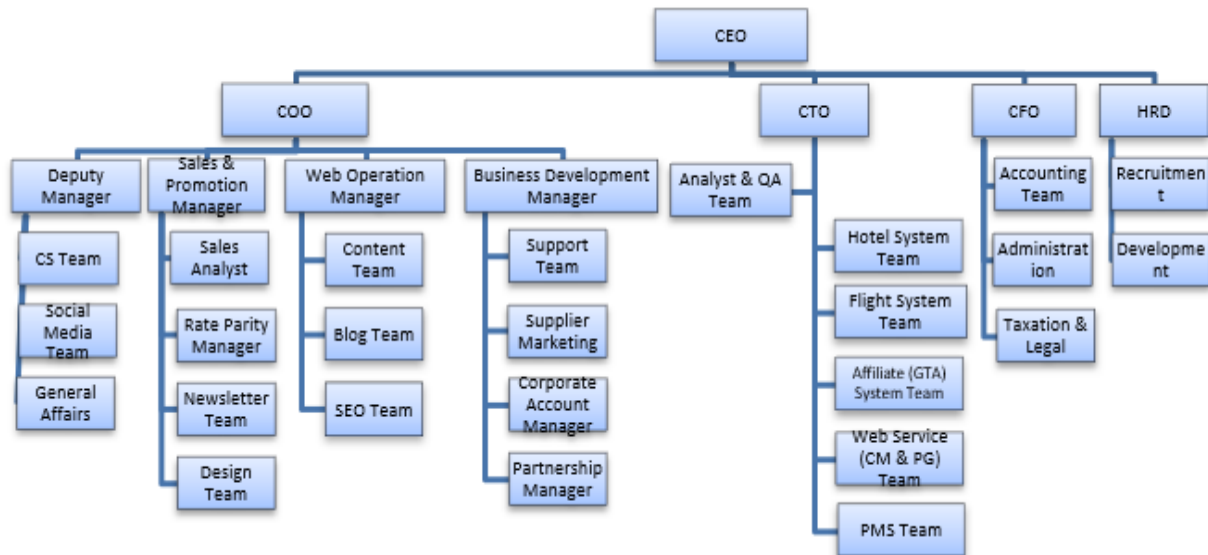 CEO
COO
CTO
CFO
HRD
Deputy
Manager
Sales &
Promotion
Manager
Web Operation
Manager
Business Development
Manager
Analyst & QA
Team
Accounting
Team
Recruitmen
t
CS Team
Sales
Analyst
Content
Team
Support
Team
Hotel System
Team
Administrat
ion
Developme
nt
Social
Media
Team
Rate Parity
Manager
Blog Team
Supplier
Marketing
Flight System
Team
Taxation &
Legal
General
Affairs
Newsletter
Team
SEO Team
Corporate
Account
Manager
Affiliate (GTA)
System Team
Design
Team
Partnership
Manager
Web Service
(CM & PG)
Team
PMS Team